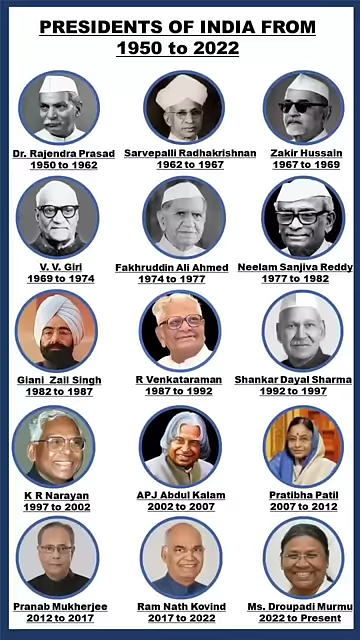 PRESIDENTS OF INDIA FROM
1950 to 2022
Dr. Rajendra Prasad
1950 to 1962
Sarvepalli Radhakrishnan
1962 to 1967
Zakir Hussain
1967 to 1969
V. V. Giri
1969 to 1974
Fakhruddin Ali Ahmed
1974 to 1977
Neelam Sanjiva Reddy
1977 to 1982
Giani Zail Singh
1982 to 1987
R Venkataraman
1987 to 1992
Shankar Dayal Sharma
1992 to 1997
K R Narayan
1997 to 2002
APJ Abdul Kalam
2002 to 2007
Pratibha Patil
2007 to 2012
Pranab Mukherjee
2012 to 2017
Ram Nath Kovind
2017 to 2022
Ms. Droupadi Murmu
2022 to Present